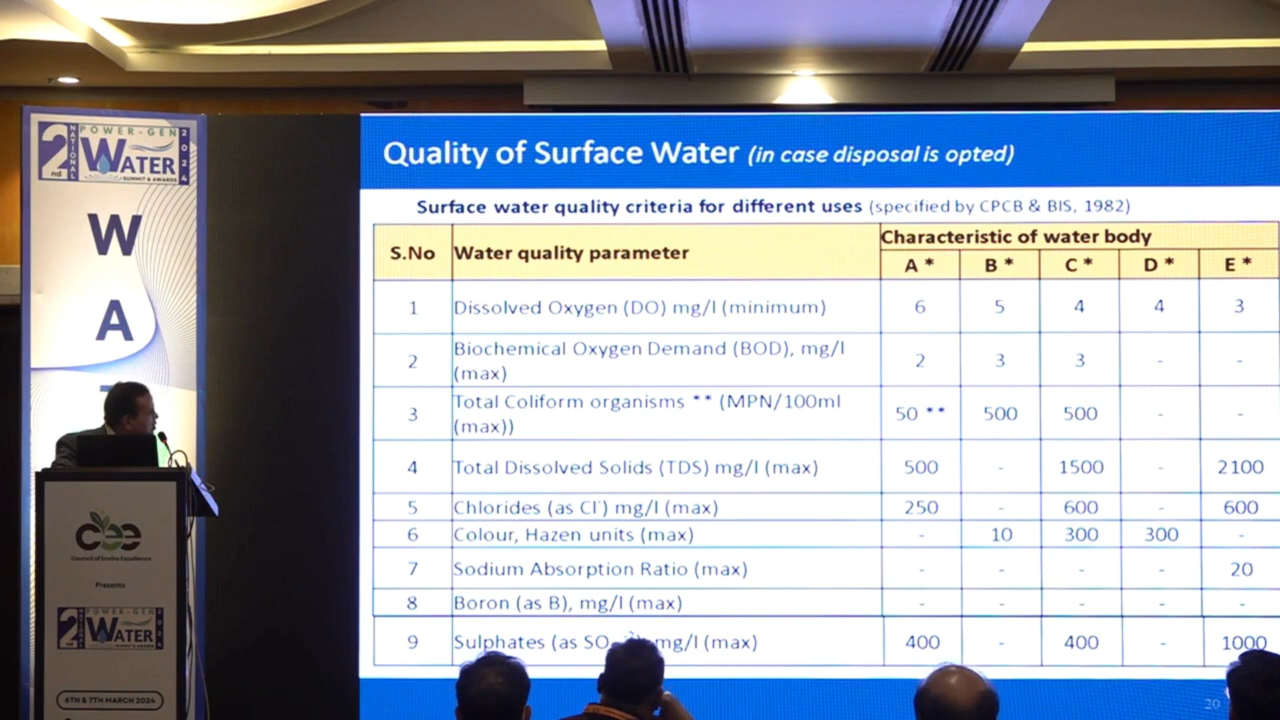 2
nd
NATIONAL
POWER-GEN
WATER
SUMMIT & AWARDS
2024
W
A
Quality of Surface Water (in case disposal is opted)
Surface water quality criteria for different uses (specified by CPCB & BIS, 1982)
S.No Water quality parameter Characteristic of water body
A * B * C * D * E *
1 Dissolved Oxygen (DO) mg/l (minimum) 6 5 4 4 3
2 Biochemical Oxygen Demand (BOD), mg/l (max) 2 3 3 - -
3 Total Coliform organisms ** (MPN/100ml (max)) 50 ** 500 500 - -
4 Total Dissolved Solids (TDS) mg/l (max) 500 - 1500 - 2100
5 Chlorides (as Cl⁻) mg/l (max) 250 - 600 - 600
6 Colour, Hazen units (max) - 10 300 300 -
7 Sodium Absorption Ratio (max) - - - - 20
8 Boron (as B), mg/l (max) - - - - -
9 Sulphates (as SO mg/l (max) 400 - 400 - 1000
20
cee
Council of Enviro Excellence
Presents
2
nd
POWER-GEN
WATER
6TH & 7TH MARCH 2024